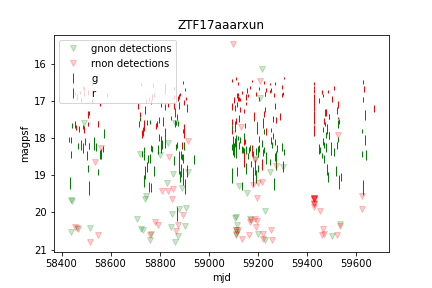 ZTF17aaarxun
gnon detections
rnon detections
g
r
16
17
18
19
20
21
magpsf
58400 58600 58800 59000 59200 59400 59600
mjd